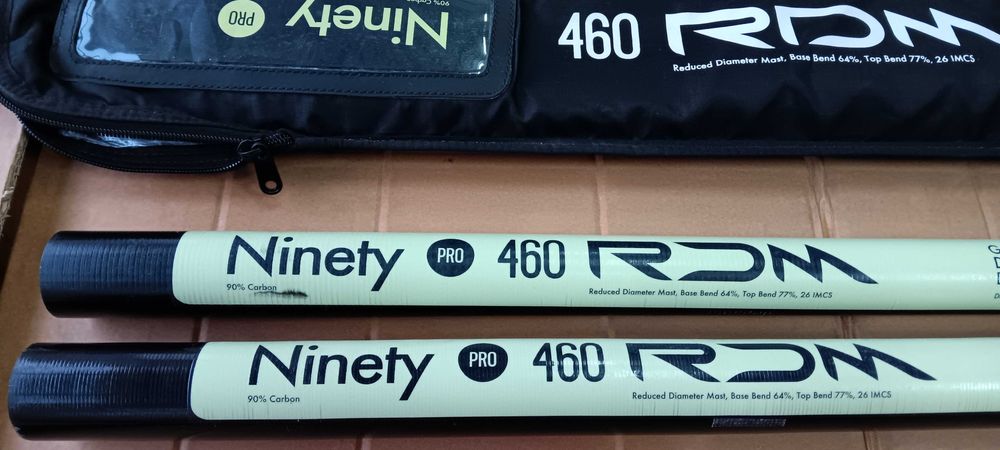 Ninety PRO
90% Carbon
460 RDM
Reduced Diameter Mast, Base Bend 64%, Top Bend 77%, 26 IMCS
Ninety PRO 460 RDM
90% Carbon
Reduced Diameter Mast, Base Bend 64%, Top Bend 77%, 26 IMCS
Ninety PRO 460 RDM
90% Carbon
Reduced Diameter Mast, Base Bend 64%, Top Bend 77%, 26 IMCS